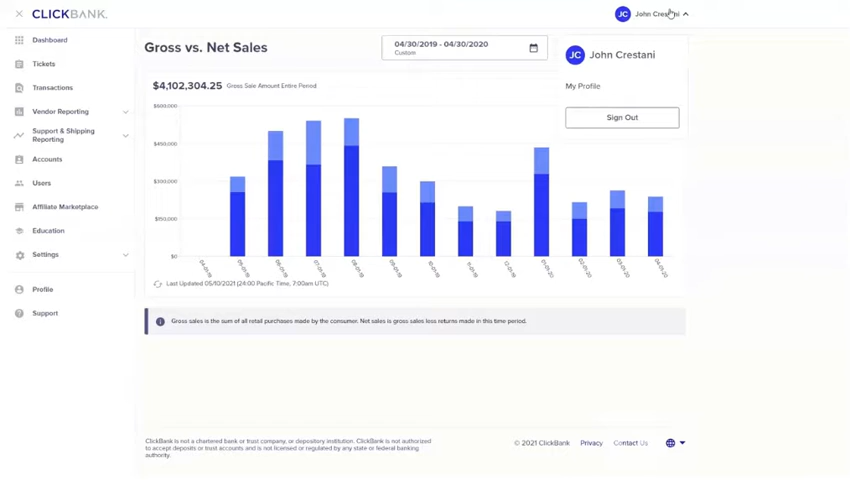 CLICKBANK.
JC John Crestani
Dashboard
Tickets
Transactions
Vendor Reporting
Support & Shipping
Reporting
Accounts
Users
Affiliate Marketplace
Education
Settings
Profile
Support
Gross vs. Net Sales
04/30/2019 - 04/30/2020
Custom
JC John Crestani
My Profile
Sign Out
$4,102,304.25 Gross Sale Amount Entire Period
$600,000
$450,000
$300,000
$150,000
$0
Last Updated 05/10/2021 (24:00 Pacific Time, 7:00am UTC)
Gross sales is the sum of all retail purchases made by the consumer. Net sales is gross sales less returns made in this time period.
ClickBank is not a chartered bank or trust company, or depository institution. ClickBank is not authorized
to accept deposits or trust accounts and is not licensed or regulated by any state or federal banking
authority.
© 2021 ClickBank Privacy Contact Us